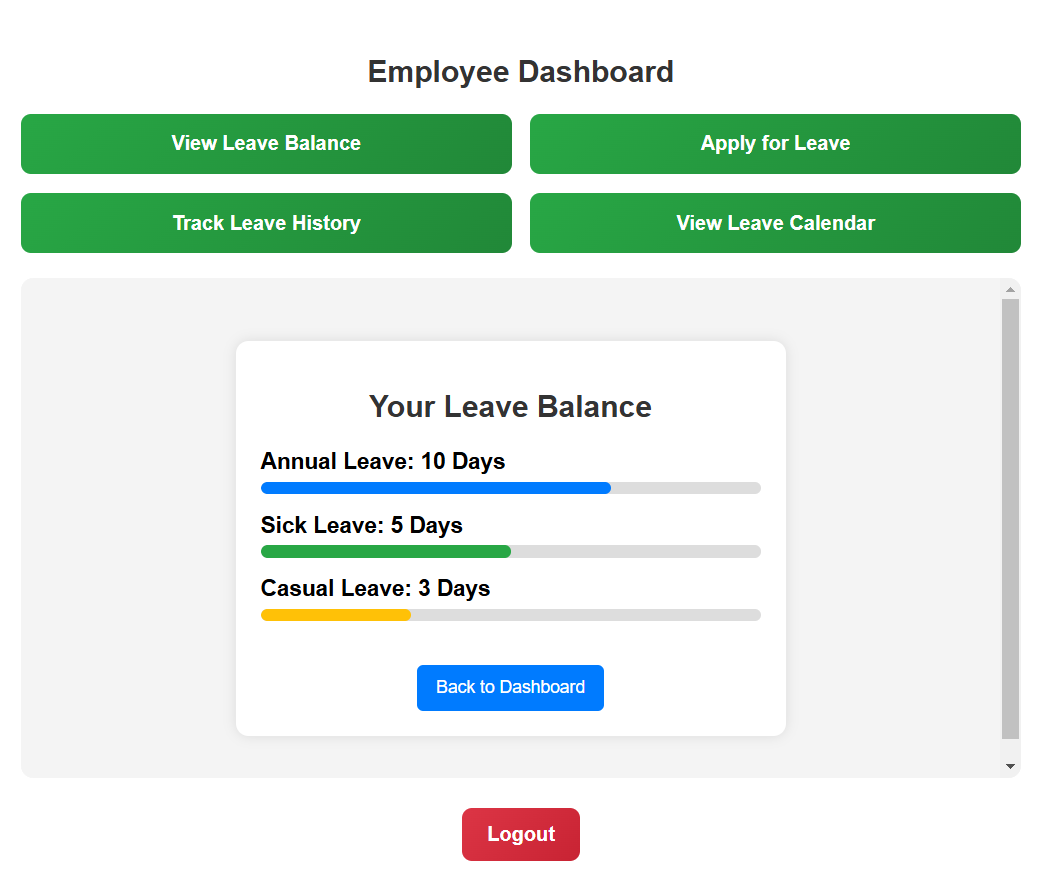 Employee Dashboard
View Leave Balance
Apply for Leave
Track Leave History
View Leave Calendar
Your Leave Balance
Annual Leave: 10 Days
Sick Leave: 5 Days
Casual Leave: 3 Days
Back to Dashboard
Logout